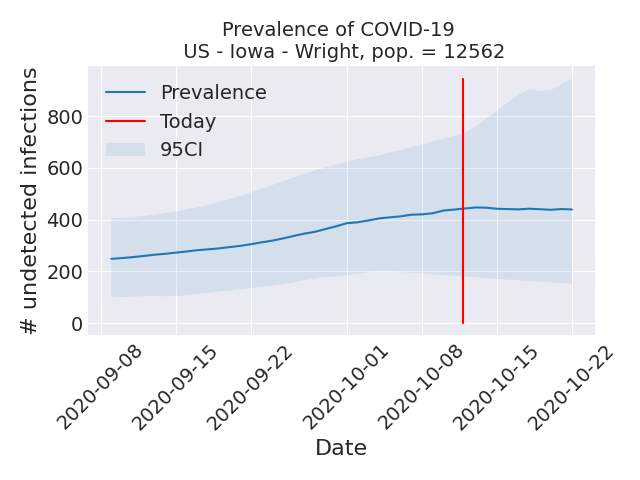 Prevalence of COVID-19
US - Iowa - Wright, pop. = 12562
# undetected infections
800
600
400
200
0
Prevalence
Today
95CI
2020-09-08
2020-09-15
2020-09-22
2020-10-01
2020-10-08
2020-10-15
2020-10-22
Date